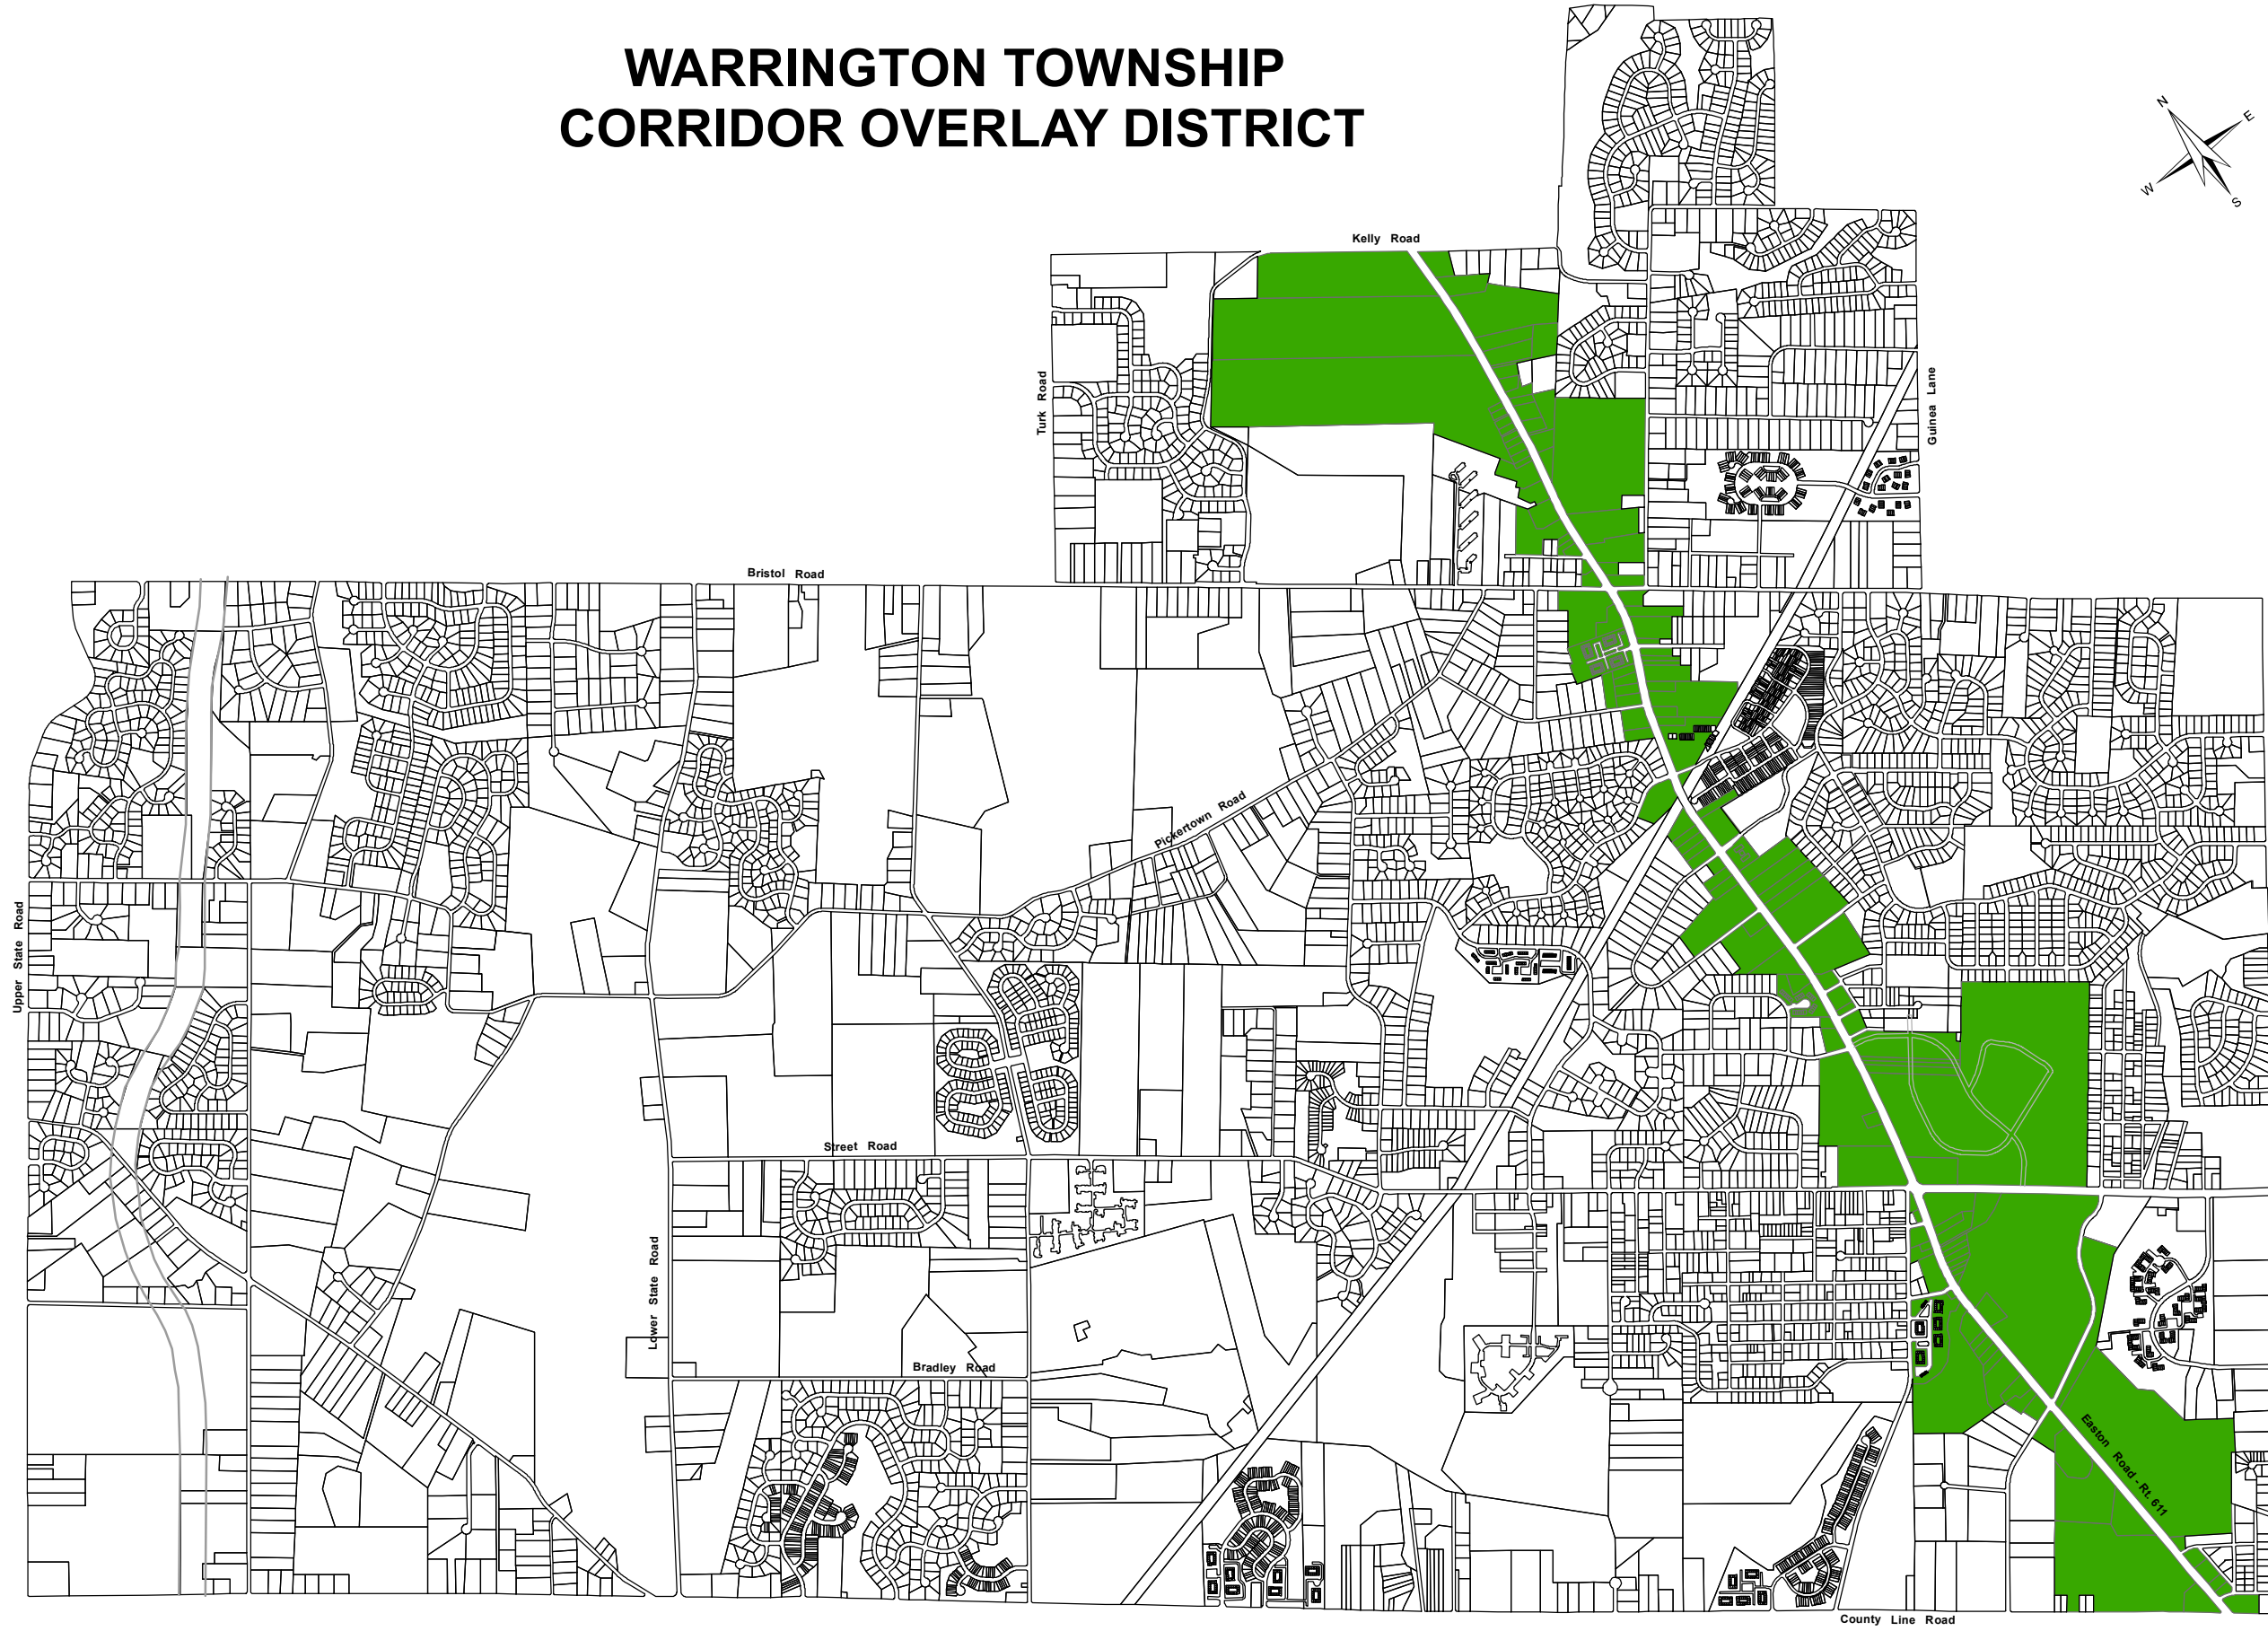 WARRINGTON TOWNSHIP
CORRIDOR OVERLAY DISTRICT
N
E
W
S
Kelly Road
Turk Road
Guinea Lane
Bristol Road
Pickertown Road
Upper State Road
Street Road
Lower State Road
Bradley Road
Easton Road - Rt. 611
County Line Road